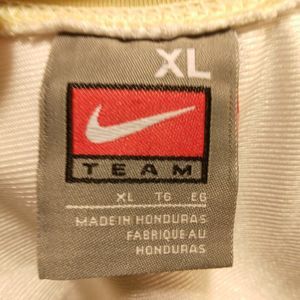 XL
TEAM
XL TG EG
MADE IN HONDURAS
FABRIQUE AU
HONDURAS